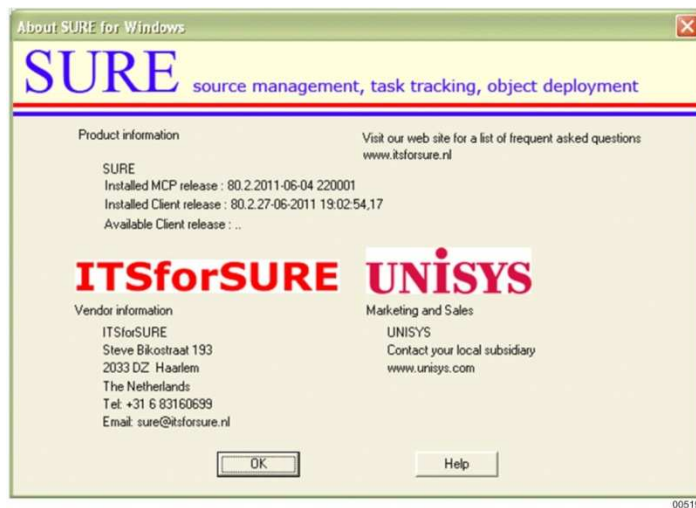 About SURE for Windows
SURE source management, task tracking, object deployment
Product information
Visit our web site for a list of frequent asked questions
www.itsforsure.nl
SURE
Installed MCP release : 80.2.2011-06-04 220001
Installed Client release : 80.2.27-06-2011 19:02:54,17
Available Client release : ..
ITSforSURE
UNISYS
Vendor information
Marketing and Sales
ITSforSURE
Steve Bikostraat 193
2033 DZ Haarlem
The Netherlands
Tel: +31 6 83160699
Email: sure@itsforsure.nl
UNISYS
Contact your local subsidiary
www.unisys.com
OK
Help